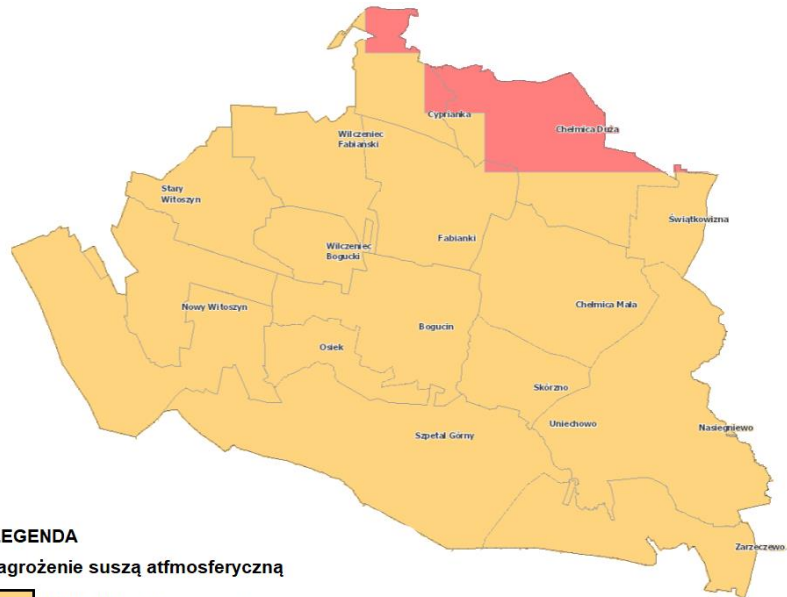 Cyprianka
Chełmica Duża
Wilczeniec
Fabiański
Stary
Witoszyn
Świątkowizna
Fabianki
Wilczeniec
Bogucki
Nowy Witoszyn
Chełmica Mała
Bogucin
Osiek
Skórzno
Uniechowo
Nasiegniewo
Szpetal Górny
EGENDA
agrożenie suszą atfmosferyczną
Zarzeczewo